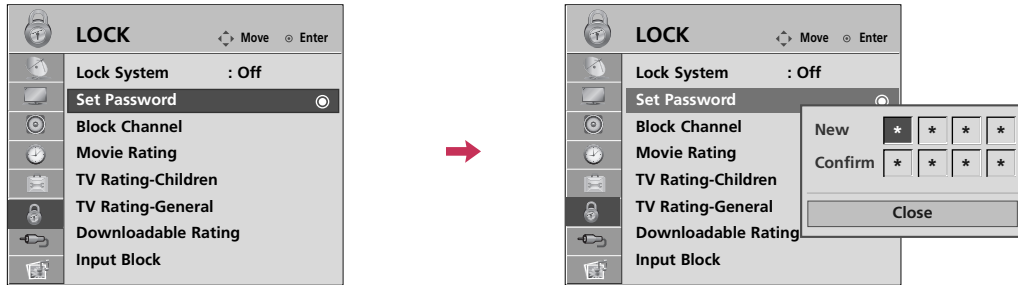 LOCK Move Enter
Lock System : Off
Set Password
Block Channel
Movie Rating
TV Rating-Children
TV Rating-General
Downloadable Rating
Input Block
LOCK Move Enter
Lock System : Off
Set Password
Block Channel
Movie Rating
TV Rating-Children
TV Rating-General
Downloadable Rating
Input Block
New * * * *
Confirm * * * *
Close